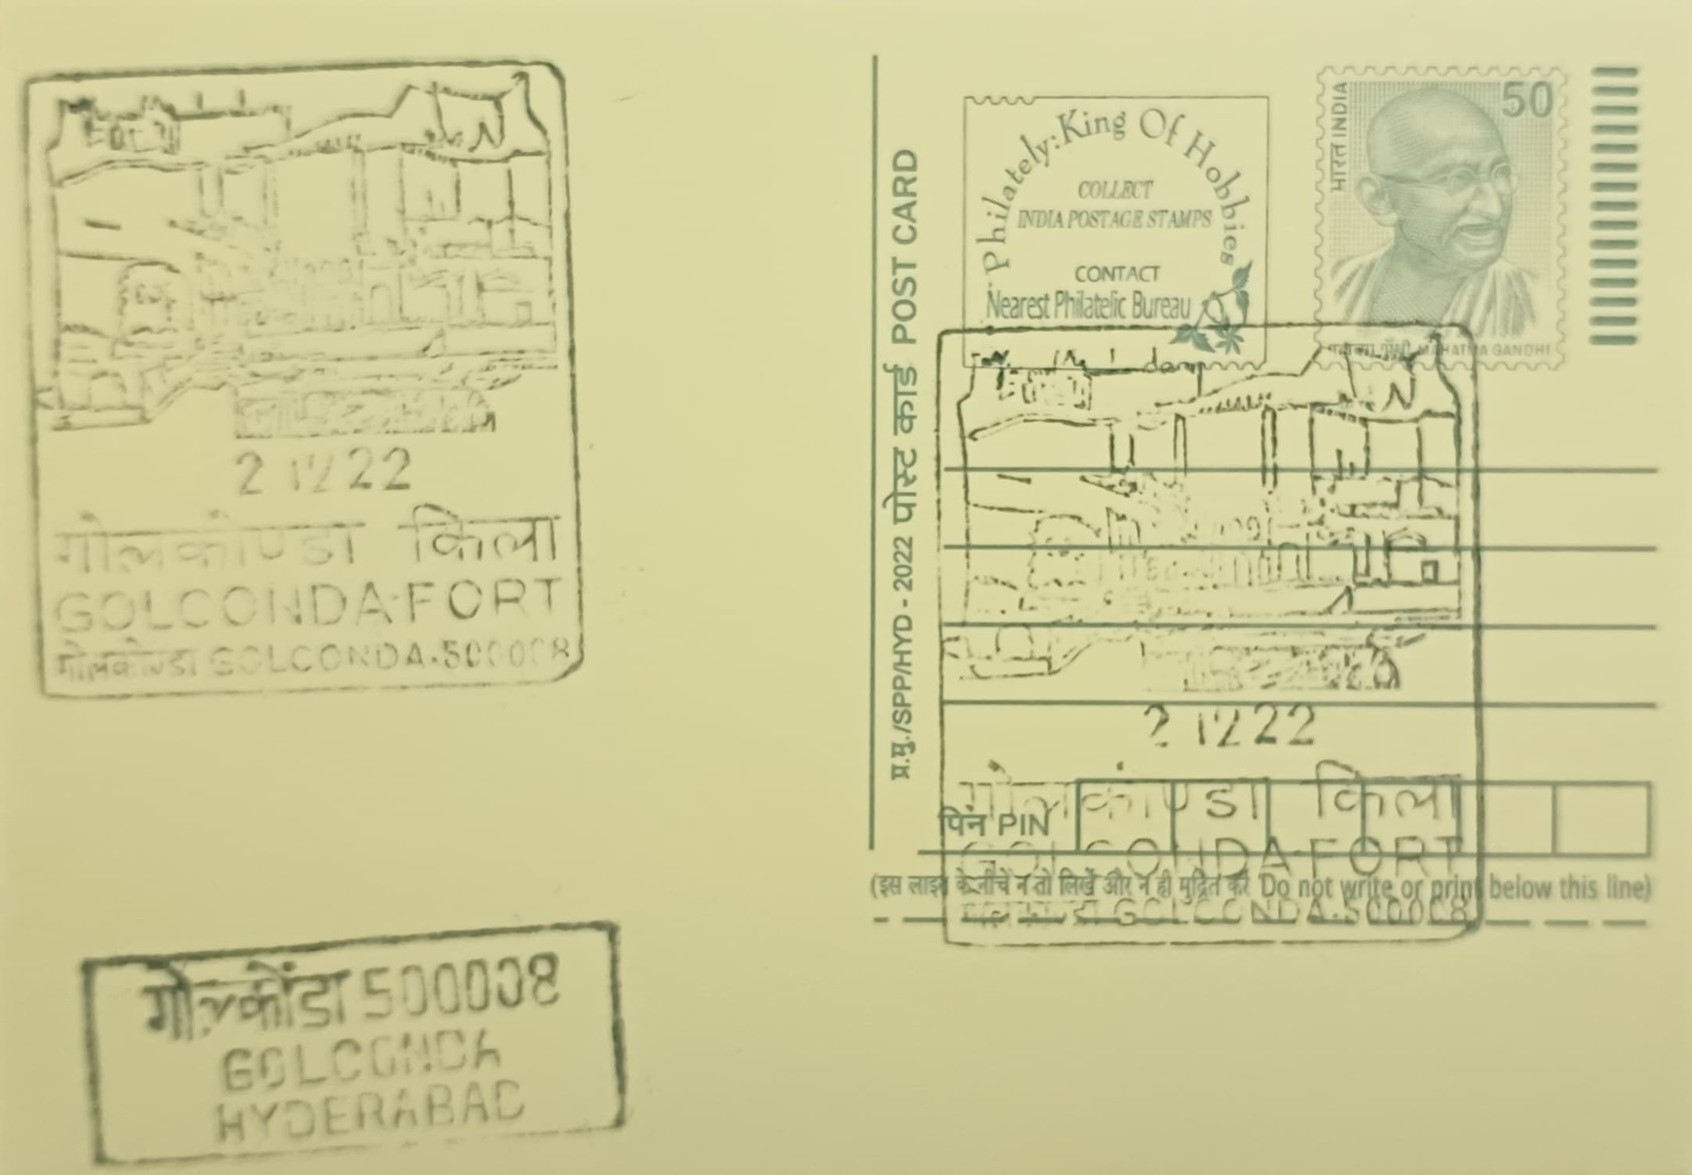 2 12 22
गोलकोण्डा किला
GOLCONDA-FORT
गोलकोण्डा GOLCONDA-500008
गोलकोंडा 500008
GOLCONDA
HYDERABAD
प्र.मु./SPP/HYD - 2022 पोस्ट कार्ड POST CARD
Philately:King Of Hobbies
COLLECT
INDIA POSTAGE STAMPS
CONTACT
Nearest Philatelic Bureau
भारत INDIA
50
महात्मा गाँधी MAHATMA GANDHI
2 12 22
गोलकोण्डा किला
पिन PIN
GOLCONDA-FORT
(इस लाइन के नीचे न तो लिखें और न ही मुद्रित करें Do not write or print below this line)
गोलकोण्डा GOLCONDA-500008